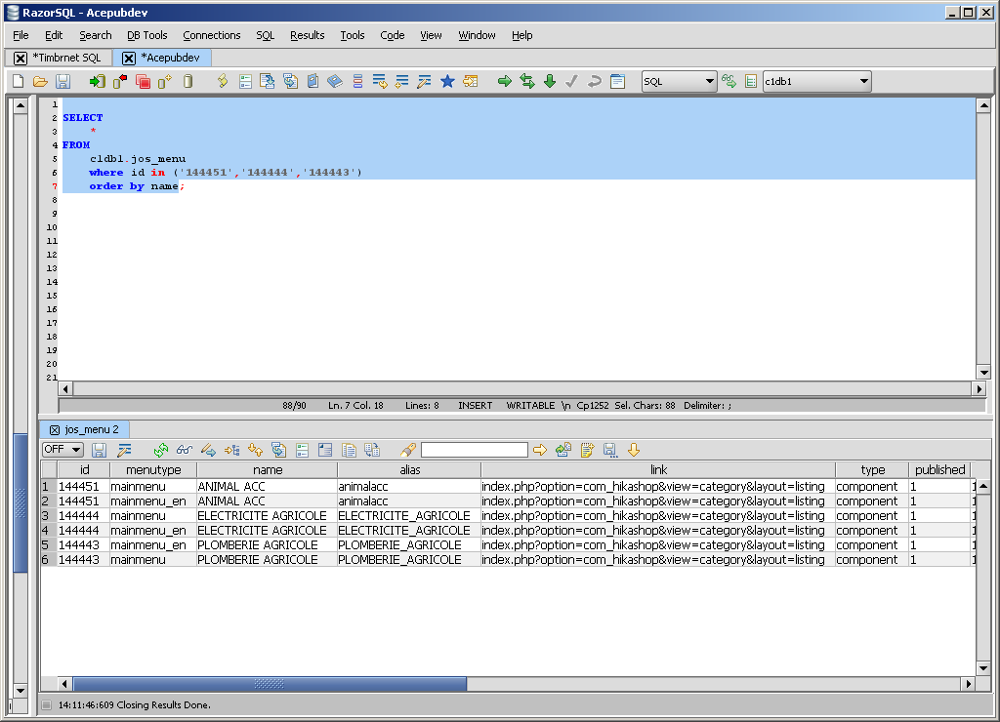 RazorSQL - Acepubdev
File Edit Search DB Tools Connections SQL Results Tools Code View Window Help
*Timbrnet SQL *Acepubdev
SQL c1db1
1
2 SELECT
3 *
4 FROM
5 c1db1.jos_menu
6 where id in ('144451','144444','144443')
7 order by name;
8
9
10
11
12
13
14
15
16
17
18
19
20
21
88/90 Ln. 7 Col. 18 Lines: 8 INSERT WRITABLE \n Cp1252 Sel. Chars: 88 Delimiter: ;
jos_menu 2
OFF
id menutype name alias link type published
1 144451 mainmenu ANIMAL ACC animalacc index.php?option=com_hikashop&view=category&layout=listing component 1 1
2 144451 mainmenu_en ANIMAL ACC animalacc index.php?option=com_hikashop&view=category&layout=listing component 1 1
3 144444 mainmenu ELECTRICITE AGRICOLE ELECTRICITE_AGRICOLE index.php?option=com_hikashop&view=category&layout=listing component 1 1
4 144444 mainmenu_en ELECTRICITE AGRICOLE ELECTRICITE_AGRICOLE index.php?option=com_hikashop&view=category&layout=listing component 1 1
5 144443 mainmenu_en PLOMBERIE AGRICOLE PLOMBERIE_AGRICOLE index.php?option=com_hikashop&view=category&layout=listing component 1 1
6 144443 mainmenu PLOMBERIE AGRICOLE PLOMBERIE_AGRICOLE index.php?option=com_hikashop&view=category&layout=listing component 1 1
14:11:46:609 Closing Results Done.